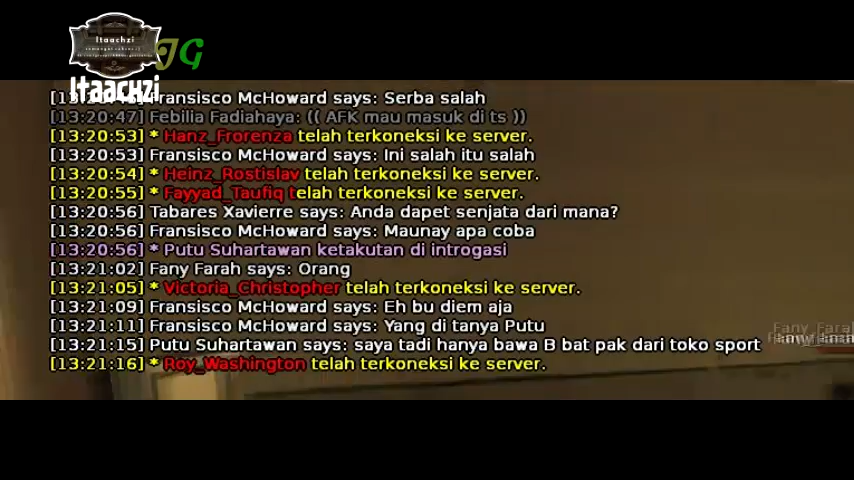 Itaachzi
JG
Itaachzi
Fransisco McHoward says: Serba salah
[13:20:47] Febilia Fadiahaya: (( AFK mau masuk di ts ))
[13:20:53] * Hanz_Frorenza telah terkoneksi ke server.
[13:20:53] Fransisco McHoward says: Ini salah itu salah
[13:20:54] * Heinz_Rostislav telah terkoneksi ke server.
[13:20:55] * Fayyad_Taufiq telah terkoneksi ke server.
[13:20:56] Tabares Xavierre says: Anda dapet senjata dari mana?
[13:20:56] Fransisco McHoward says: Maunay apa coba
[13:20:56] * Putu Suhartawan ketakutan di introgasi
[13:21:02] Fany Farah says: Orang
[13:21:05] * Victoria_Christopher telah terkoneksi ke server.
[13:21:09] Fransisco McHoward says: Eh bu diem aja
[13:21:11] Fransisco McHoward says: Yang di tanya Putu
[13:21:15] Putu Suhartawan says: saya tadi hanya bawa B bat pak dari toko sport
[13:21:16] * Roy_Washington telah terkoneksi ke server.